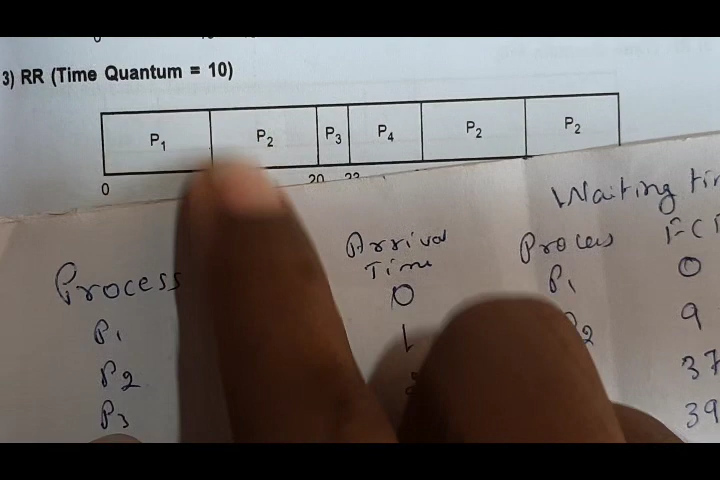 3) RR (Time Quantum = 10)
P1 P2 P3 P4 P2 P2
0 20
Waiting
Process Arrival Time Process
P1 0 P1 0
P2 1 9
P3 37
39